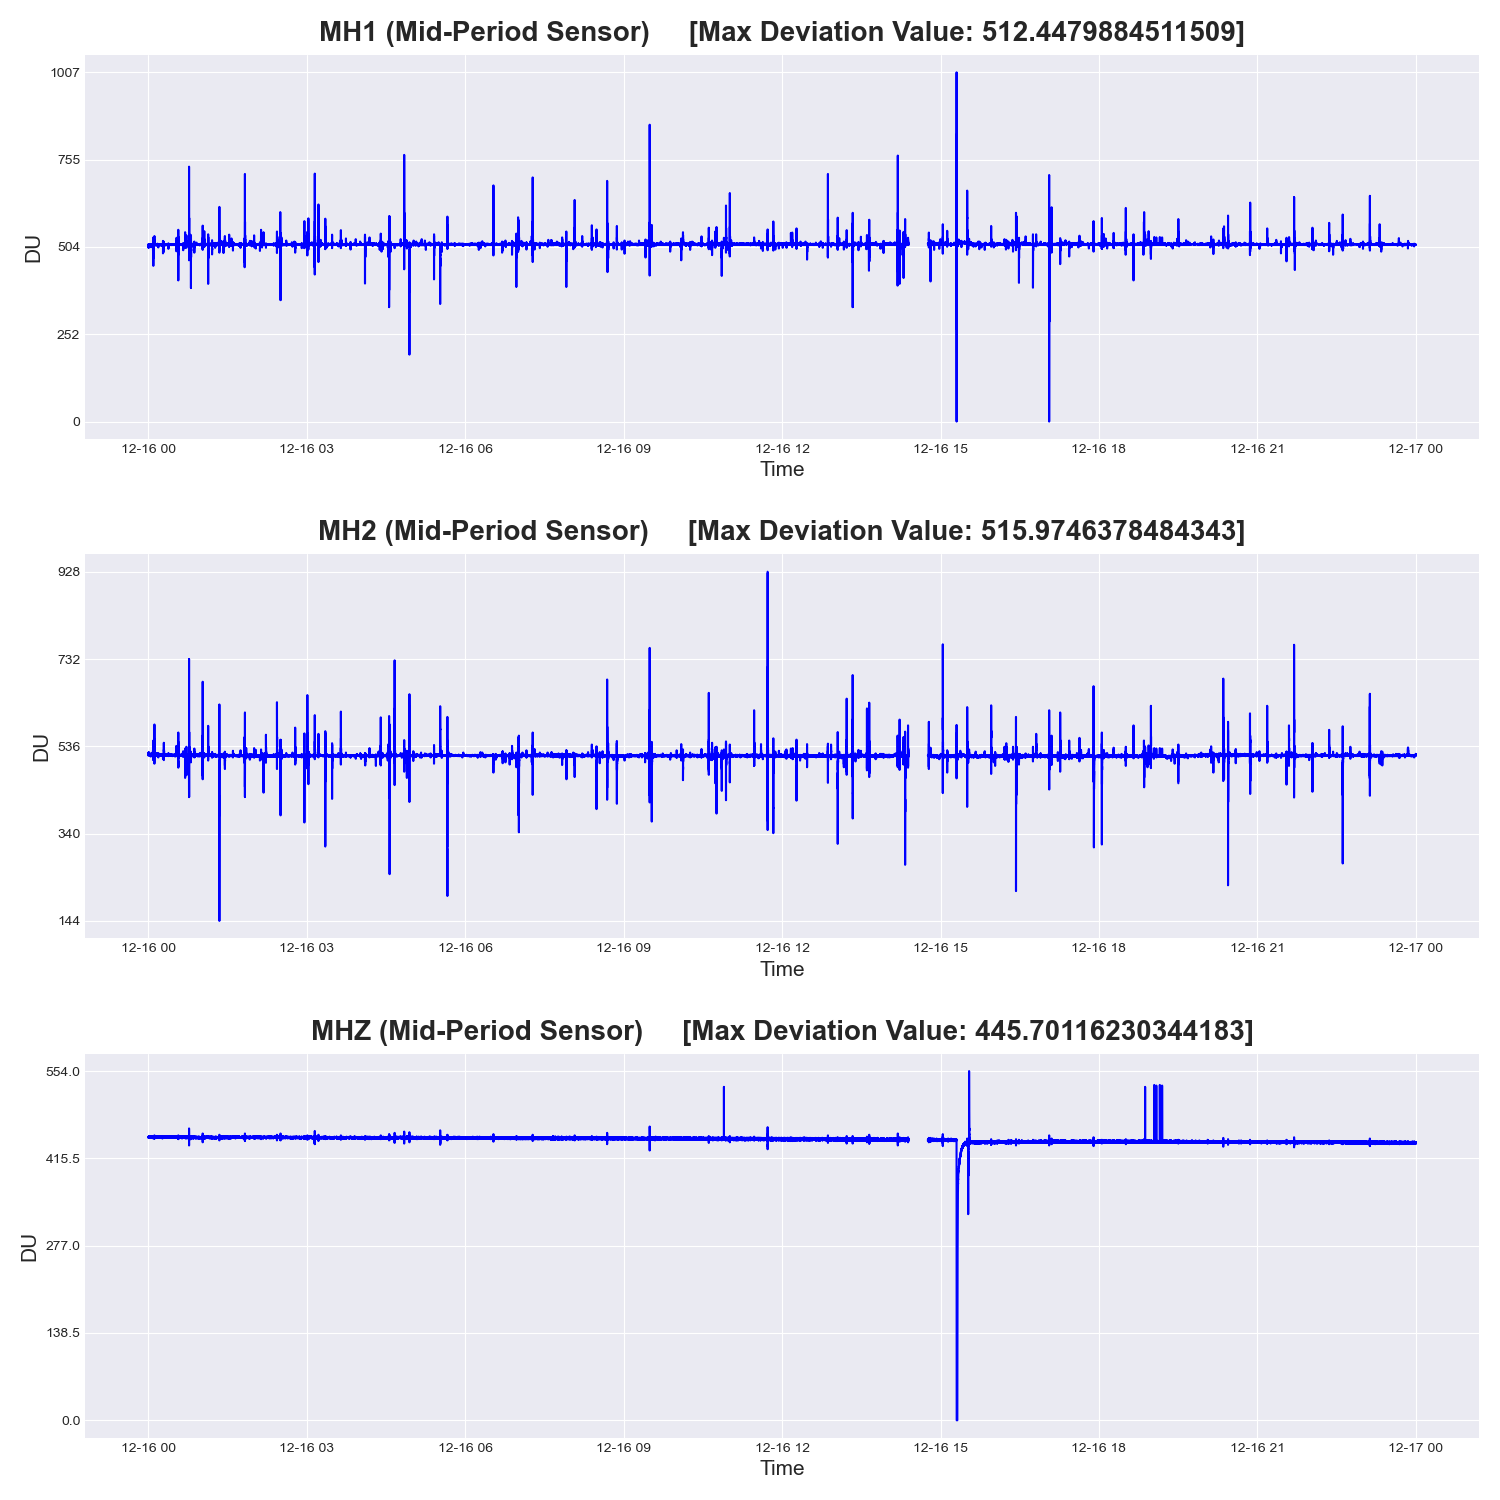 MH1 (Mid-Period Sensor) [Max Deviation Value: 512.4479884511509]
1007
755
504
252
0
DU
12-16 00 12-16 03 12-16 06 12-16 09 12-16 12 12-16 15 12-16 18 12-16 21 12-17 00
Time
MH2 (Mid-Period Sensor) [Max Deviation Value: 515.9746378484343]
928
732
536
340
144
DU
12-16 00 12-16 03 12-16 06 12-16 09 12-16 12 12-16 15 12-16 18 12-16 21 12-17 00
Time
MHZ (Mid-Period Sensor) [Max Deviation Value: 445.70116230344183]
554.0
415.5
277.0
138.5
0.0
DU
12-16 00 12-16 03 12-16 06 12-16 09 12-16 12 12-16 15 12-16 18 12-16 21 12-17 00
Time